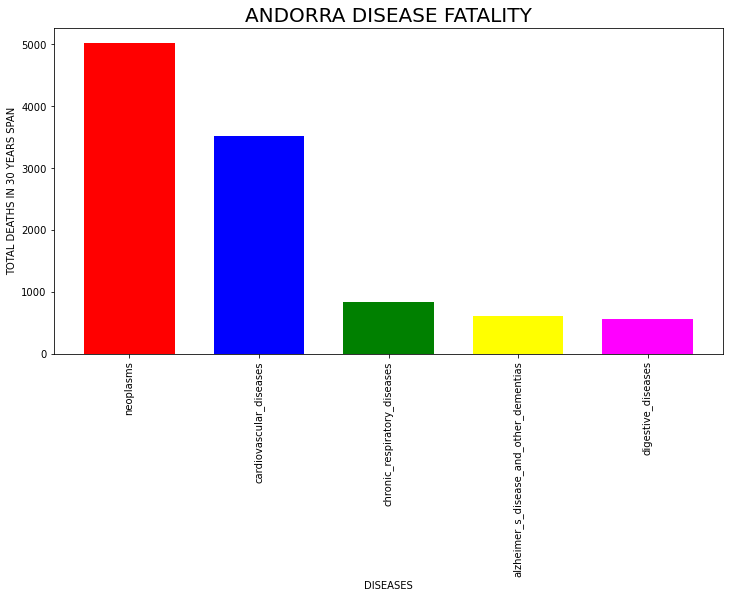 ANDORRA DISEASE FATALITY
TOTAL DEATHS IN 30 YEARS SPAN
5000
4000
3000
2000
1000
0
neoplasms
cardiovascular_diseases
chronic_respiratory_diseases
alzheimer_s_disease_and_other_dementias
digestive_diseases
DISEASES